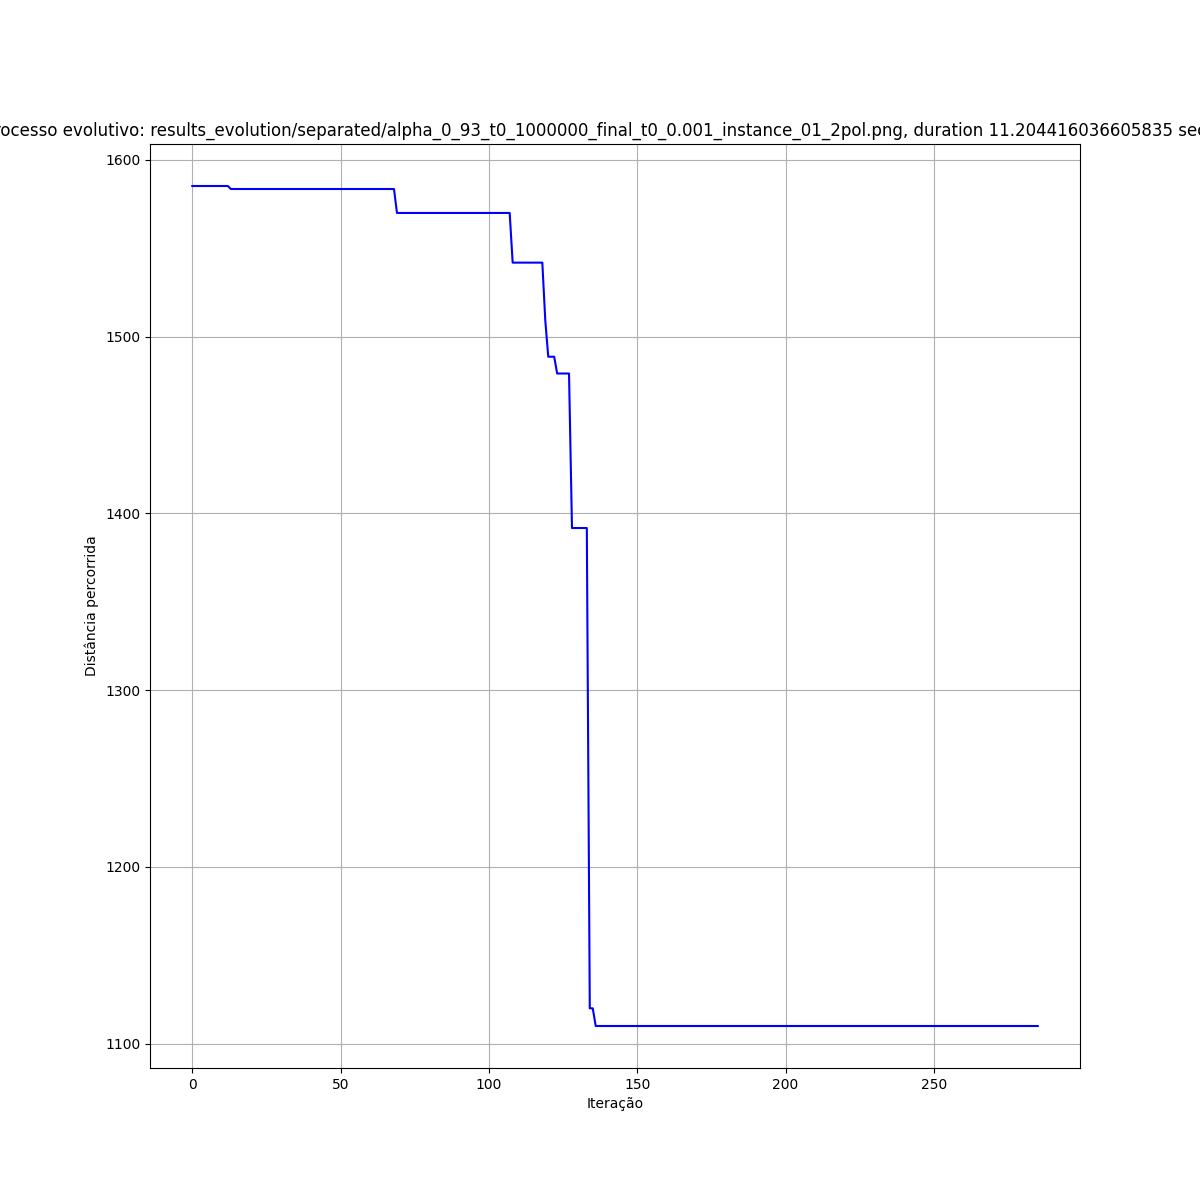 ocesso evolutivo: results_evolution/separated/alpha_0_93_t0_1000000_final_t0_0.001_instance_01_2pol.png, duration 11.204416036605835 se
1600
1500
1400
1300
1200
1100
Distância percorrida
0 50 100 150 200 250
Iteração